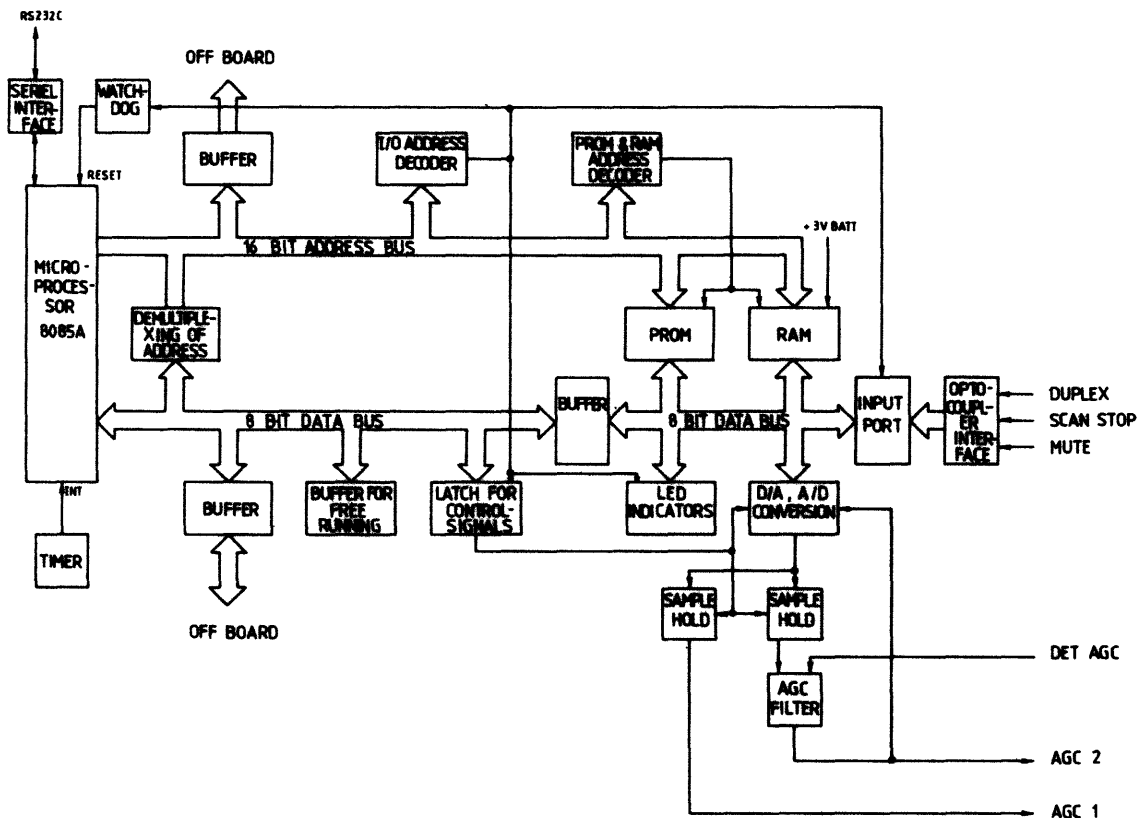 RS232C
OFF BOARD
SERIEL
INTER-
FACE
WATCH-
DOG
BUFFER
I/O ADDRESS
DECODER
PROM & RAM
ADDRESS
DECODER
RESET
+ 3V BATT
16 BIT ADDRESS BUS
MICRO-
PROCES-
SOR
8085A
DEMULTIPLE-
XING OF
ADDRESS
PROM
RAM
BUFFER
INPUT
PORT
OPTO-
COUPL-
ER
INTER-
FACE
DUPLEX
SCAN STOP
MUTE
8 BIT DATA BUS
8 BIT DATA BUS
INT
BUFFER
BUFFER FOR
FREE
RUNNING
LATCH FOR
CONTROL-
SIGNALS
LED
INDICATORS
D/A, A/D
CONVERSION
TIMER
SAMPLE
HOLD
SAMPLE
HOLD
OFF BOARD
DET AGC
AGC
FILTER
AGC 2
AGC 1